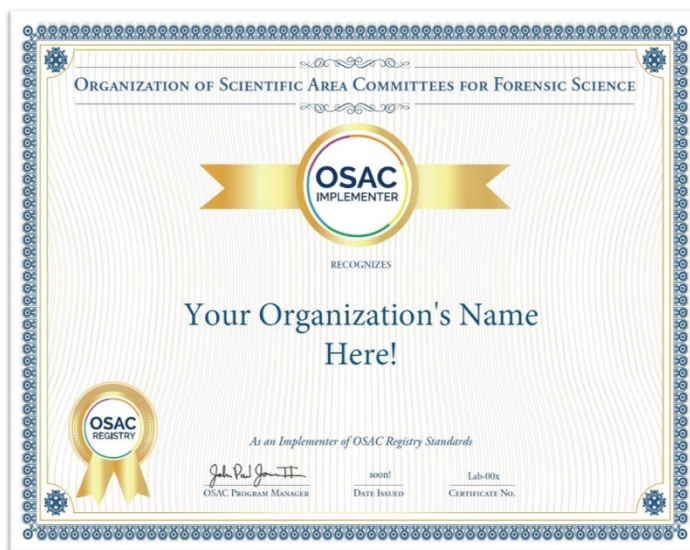 ORGANIZATION OF SCIENTIFIC AREA COMMITTEES FOR FORENSIC SCIENCE
OSAC
IMPLEMENTER
RECOGNIZES
Your Organization's Name
Here!
OSAC
REGISTRY
As an Implementer of OSAC Registry Standards
soon!
Lab-00x
OSAC PROGRAM MANAGER
DATE ISSUED
CERTIFICATE NO.